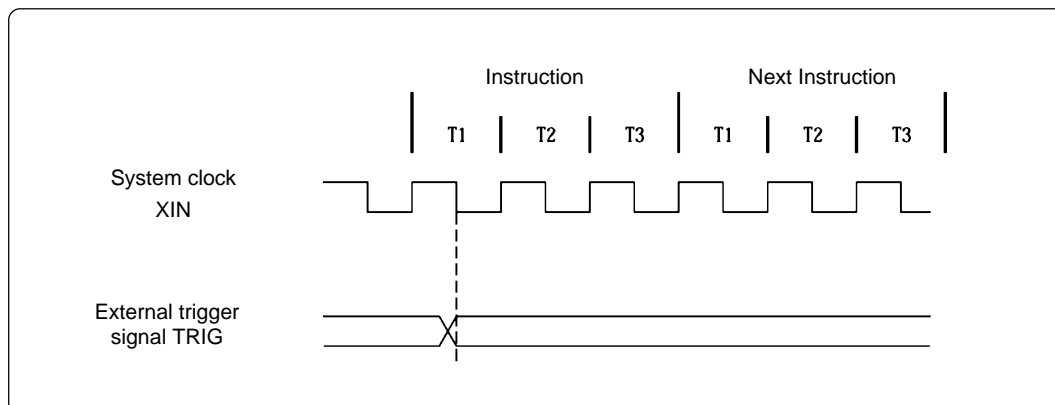 Instruction Next Instruction
T1 T2 T3 T1 T2 T3
System clock
XIN
External trigger
signal TRIG